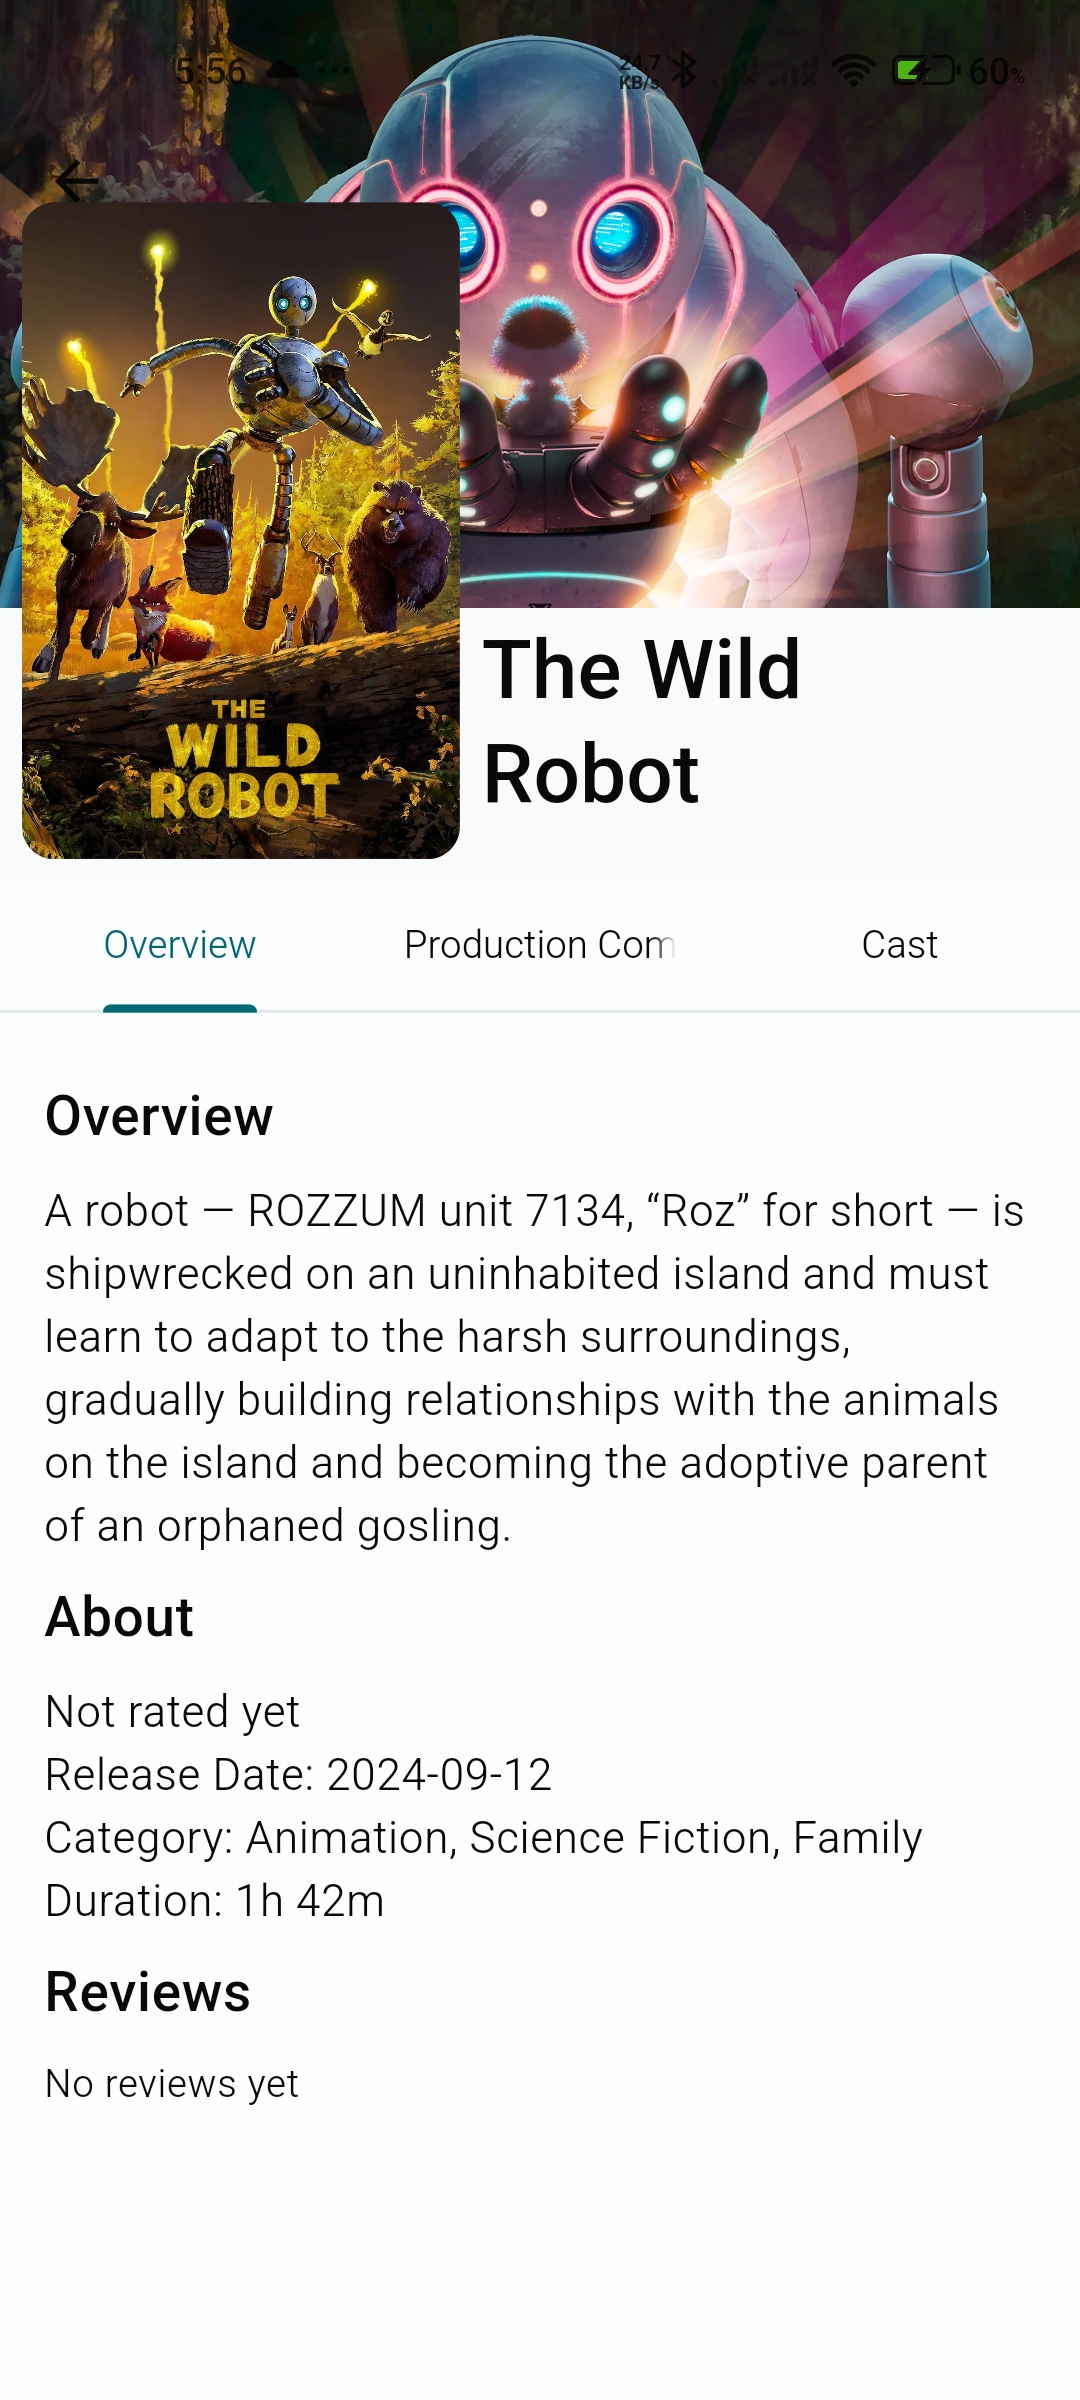 5:56
24.7
KB/s
60%
THE
WILD
ROBOT
The Wild
Robot
Overview
Production Com
Cast
Overview
A robot — ROZZUM unit 7134, “Roz” for short — is
shipwrecked on an uninhabited island and must
learn to adapt to the harsh surroundings,
gradually building relationships with the animals
on the island and becoming the adoptive parent
of an orphaned gosling.
About
Not rated yet
Release Date: 2024-09-12
Category: Animation, Science Fiction, Family
Duration: 1h 42m
Reviews
No reviews yet